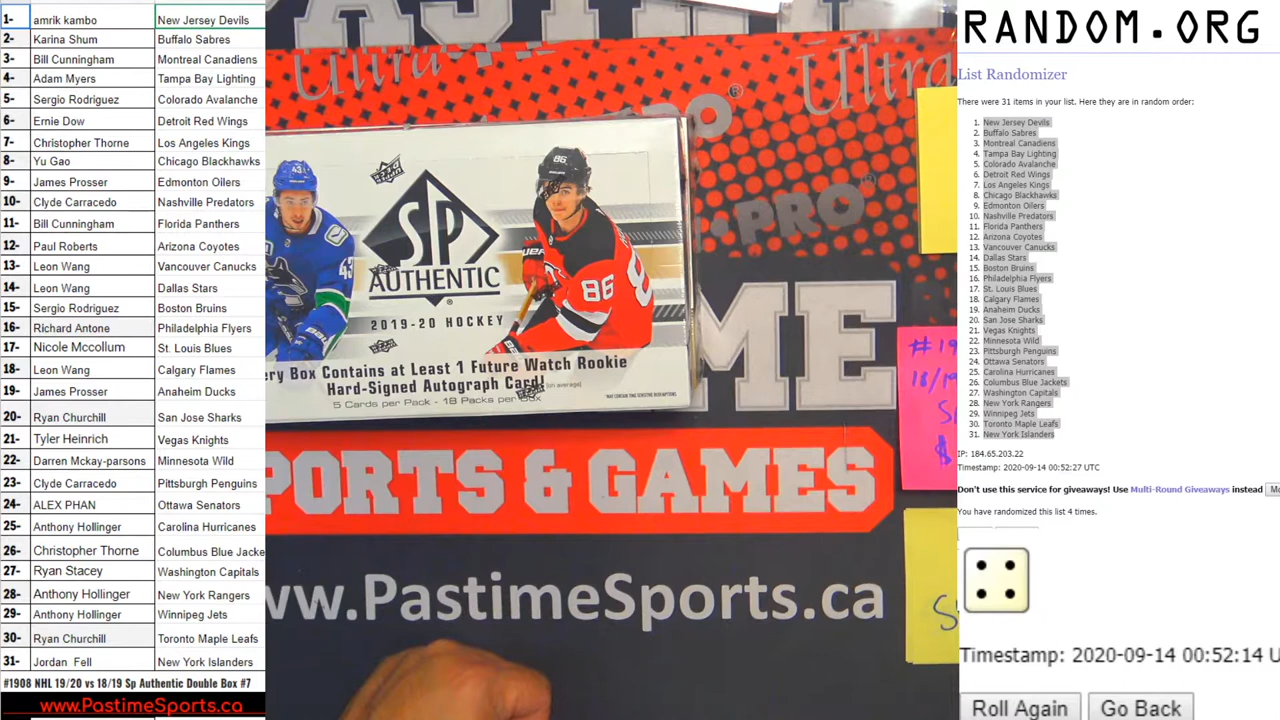 1- amrik kambo New Jersey Devils
2- Karina Shum Buffalo Sabres
3- Bill Cunningham Montreal Canadiens
4- Adam Myers Tampa Bay Lighting
5- Sergio Rodriguez Colorado Avalanche
6- Ernie Dow Detroit Red Wings
7- Christopher Thorne Los Angeles Kings
8- Yu Gao Chicago Blackhawks
9- James Prosser Edmonton Oilers
10- Clyde Carracedo Nashville Predators
11- Bill Cunningham Florida Panthers
12- Paul Roberts Arizona Coyotes
13- Leon Wang Vancouver Canucks
14- Leon Wang Dallas Stars
15- Sergio Rodriguez Boston Bruins
16- Richard Antone Philadelphia Flyers
17- Nicole Mccollum St. Louis Blues
18- Leon Wang Calgary Flames
19- James Prosser Anaheim Ducks
20- Ryan Churchill San Jose Sharks
21- Tyler Heinrich Vegas Knights
22- Darren Mckay-parsons Minnesota Wild
23- Clyde Carracedo Pittsburgh Penguins
24- ALEX PHAN Ottawa Senators
25- Anthony Hollinger Carolina Hurricanes
26- Christopher Thorne Columbus Blue Jacke
27- Ryan Stacey Washington Capitals
28- Anthony Hollinger New York Rangers
29- Anthony Hollinger Winnipeg Jets
30- Ryan Churchill Toronto Maple Leafs
31- Jordan Fell New York Islanders
#1908 NHL 19/20 vs 18/19 Sp Authentic Double Box #7
www.PastimeSports.ca
PRO
Ultra
PRO
SP
AUTHENTIC
2019-20 HOCKEY
43
86
86
ery Box Contains at Least 1 Future Watch Rookie
Hard-Signed Autograph Card! (on average)
5 Cards per Pack - 18 Packs per Box
ME
PORTS & GAMES
ww.PastimeSports.ca
#19
18/19
S
$
S
RANDOM.ORG
List Randomizer
There were 31 items in your list. Here they are in random order:
1. New Jersey Devils
2. Buffalo Sabres
3. Montreal Canadiens
4. Tampa Bay Lighting
5. Colorado Avalanche
6. Detroit Red Wings
7. Los Angeles Kings
8. Chicago Blackhawks
9. Edmonton Oilers
10. Nashville Predators
11. Florida Panthers
12. Arizona Coyotes
13. Vancouver Canucks
14. Dallas Stars
15. Boston Bruins
16. Philadelphia Flyers
17. St. Louis Blues
18. Calgary Flames
19. Anaheim Ducks
20. San Jose Sharks
21. Vegas Knights
22. Minnesota Wild
23. Pittsburgh Penguins
24. Ottawa Senators
25. Carolina Hurricanes
26. Columbus Blue Jackets
27. Washington Capitals
28. New York Rangers
29. Winnipeg Jets
30. Toronto Maple Leafs
31. New York Islanders
IP: 184.65.203.22
Timestamp: 2020-09-14 00:52:27 UTC
Don't use this service for giveaways! Use Multi-Round Giveaways instead Mo
You have randomized this list 4 times.
Timestamp: 2020-09-14 00:52:14 U
Roll Again Go Back